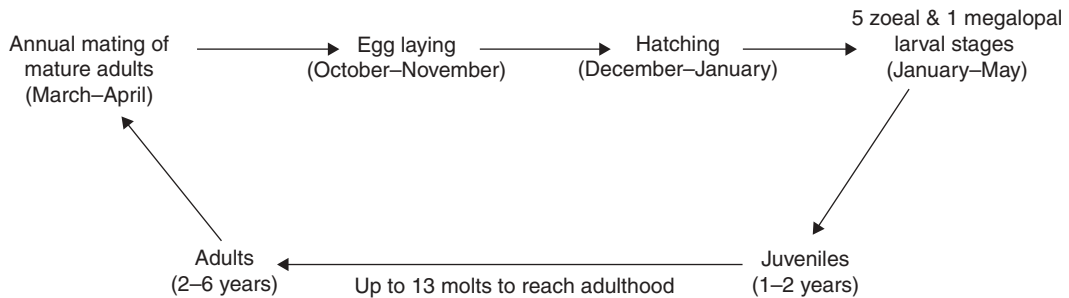 Annual mating of
mature adults
(March–April)
Egg laying
(October–November)
Hatching
(December–January)
5 zoeal & 1 megalopal
larval stages
(January–May)
Juveniles
(1–2 years)
Up to 13 molts to reach adulthood
Adults
(2–6 years)